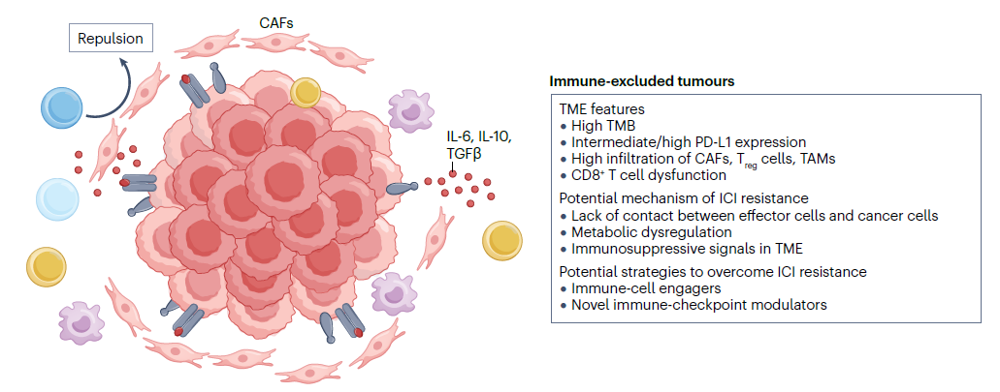 CAFs
Repulsion
IL-6, IL-10,
TGFβ
Immune-excluded tumours
TME features
• High TMB
• Intermediate/high PD-L1 expression
• High infiltration of CAFs, Treg cells, TAMs
• CD8⁺ T cell dysfunction
Potential mechanism of ICI resistance
• Lack of contact between effector cells and cancer cells
• Metabolic dysregulation
• Immunosuppressive signals in TME
Potential strategies to overcome ICI resistance
• Immune-cell engagers
• Novel immune-checkpoint modulators